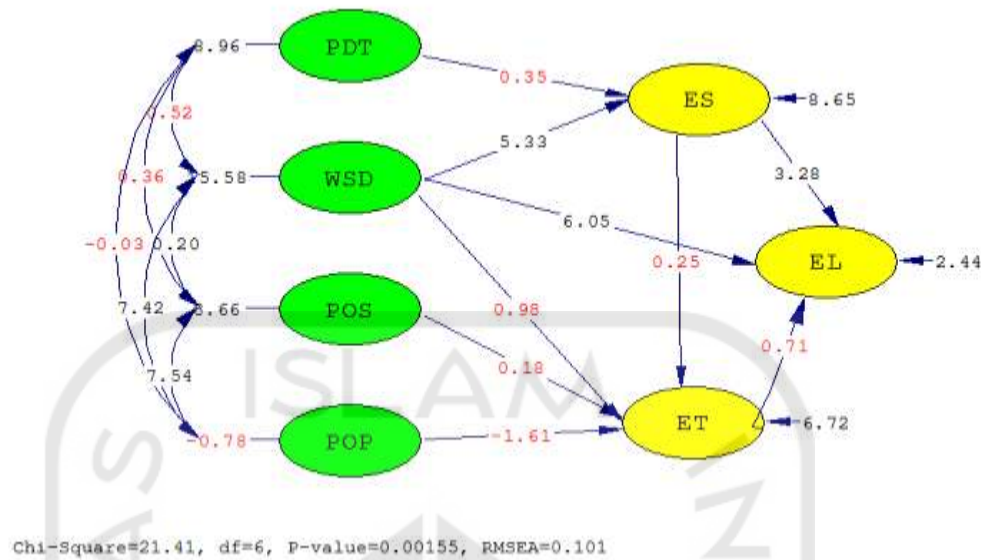 8.96
PDT
0.35
ES
8.65
0.52
5.33
3.28
0.36
5.58
WSD
6.05
-0.03
0.20
0.25
EL
2.44
7.42
POS
0.98
0.18
0.71
7.54
ISLAM
-0.78
POP
-1.61
ET
6.72
Chi-Square=21.41, df=6, P-value=0.00155, RMSEA=0.101